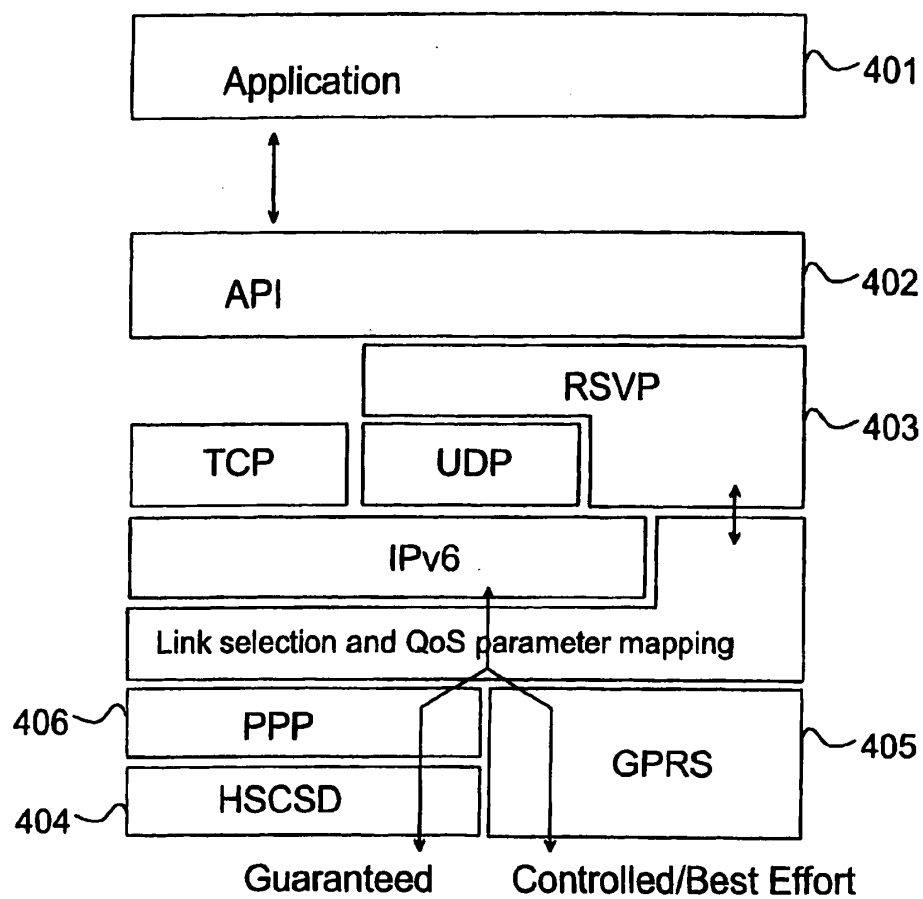 Application
401
API
402
RSVP
403
TCP
UDP
IPv6
Link selection and QoS parameter mapping
406
PPP
GPRS
405
404
HSCSD
Guaranteed
Controlled/Best Effort